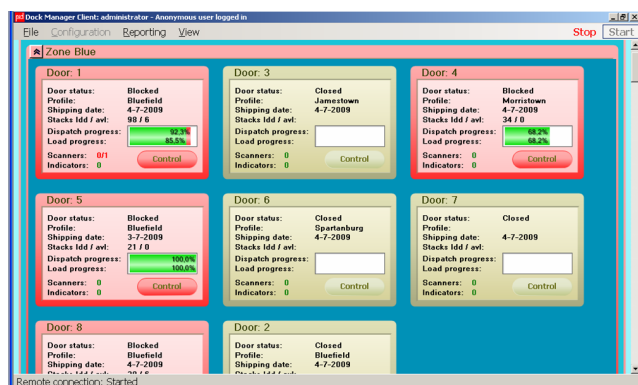 Dock Manager Client: administrator - Anonymous user logged in
File Configuration Reporting View Stop Start
Zone Blue
Door: 1
Door status: Blocked
Profile: Bluefield
Shipping date: 4-7-2009
Stacks ldd / avl: 98 / 6
Dispatch progress: 92,3%
Load progress: 85,5%
Scanners: 0/1
Indicators: 0
Control
Door: 3
Door status: Closed
Profile: Jamestown
Shipping date: 4-7-2009
Stacks ldd / avl:
Dispatch progress:
Load progress:
Scanners: 0
Indicators: 0
Control
Door: 4
Door status: Blocked
Profile: Morristown
Shipping date: 4-7-2009
Stacks ldd / avl: 34 / 0
Dispatch progress: 68,2%
Load progress: 68,2%
Scanners: 0
Indicators: 0
Control
Door: 5
Door status: Blocked
Profile: Bluefield
Shipping date: 3-7-2009
Stacks ldd / avl: 21 / 0
Dispatch progress: 100,0%
Load progress: 100,0%
Scanners: 0
Indicators: 0
Control
Door: 6
Door status: Closed
Profile: Spartanburg
Shipping date: 4-7-2009
Stacks ldd / avl:
Dispatch progress:
Load progress:
Scanners: 0
Indicators: 0
Control
Door: 7
Door status: Closed
Profile:
Shipping date: 4-7-2009
Stacks ldd / avl:
Dispatch progress:
Load progress:
Scanners: 0
Indicators: 0
Control
Door: 8
Door status: Blocked
Profile: Bluefield
Shipping date: 4-7-2009
Door: 2
Door status: Closed
Profile: Bluefield
Shipping date: 4-7-2009
Remote connection: Started